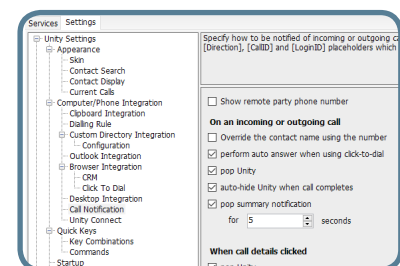 Services Settings
Unity Settings
Appearance
Skin
Contact Search
Contact Display
Current Calls
Computer/Phone Integration
Clipboard Integration
Dialing Rule
Custom Directory Integration
Configuration
Outlook Integration
Browser Integration
CRM
Click To Dial
Desktop Integration
Call Notification
Unity Connect
Quick Keys
Key Combinations
Commands
Startup
Specify how to be notified of incoming or outgoing
[Direction], [CallID] and [LoginID] placeholders which
Show remote party phone number
On an incoming or outgoing call
Override the contact name using the number
perform auto answer when using click-to-dial
pop Unity
auto-hide Unity when call completes
pop summary notification
for 5 seconds
When call details clicked
pop Unity